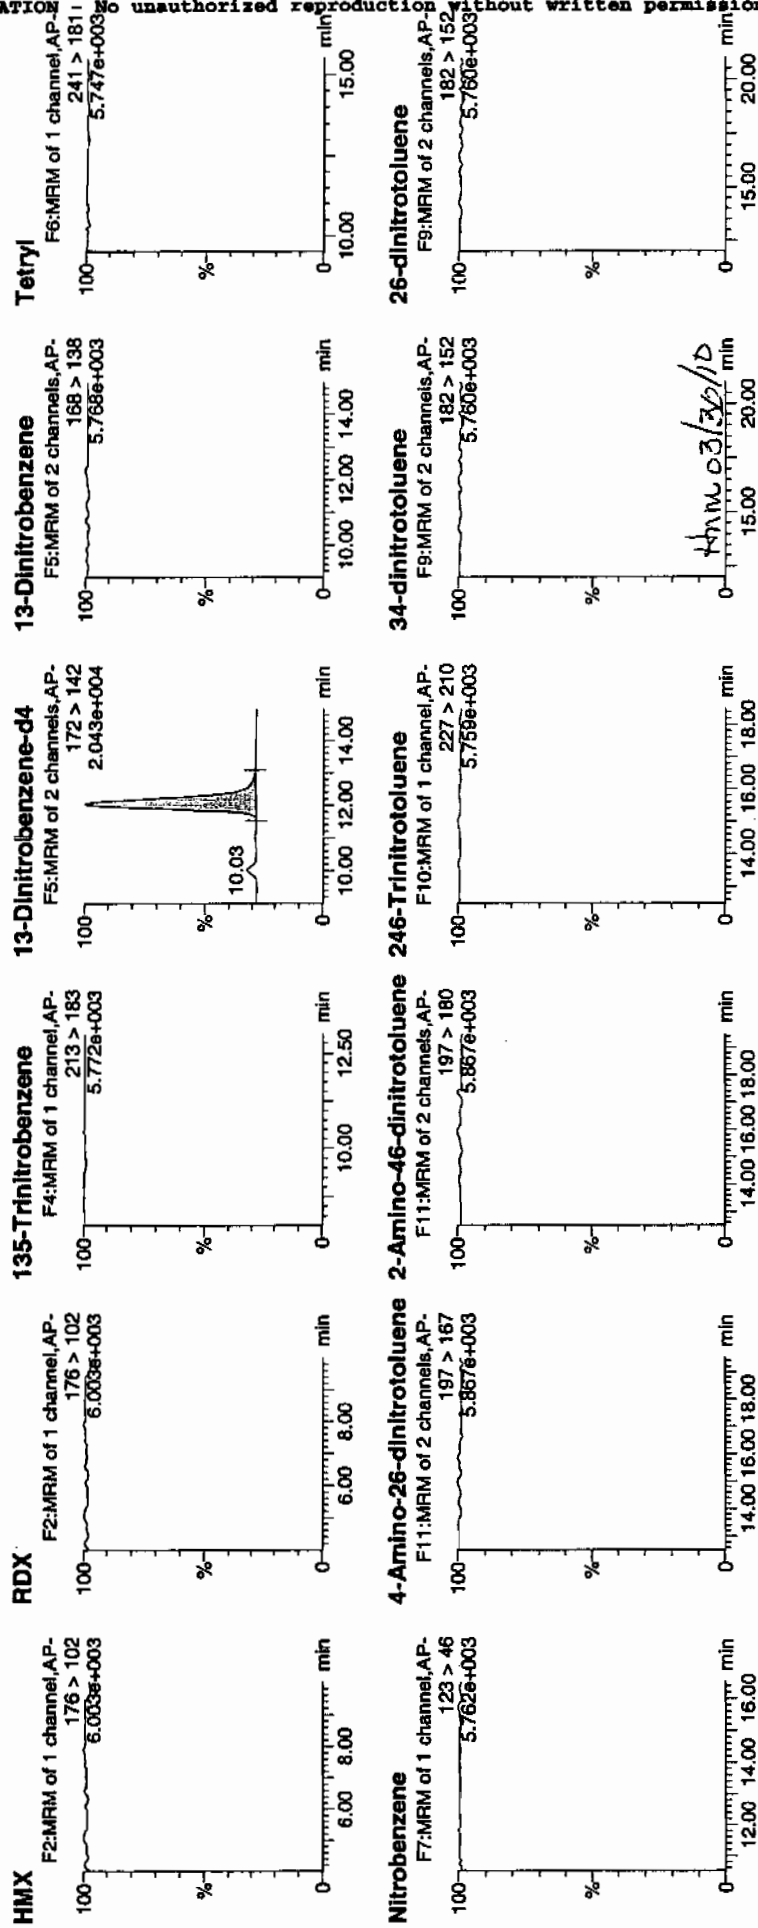 ATION : No unauthorized reproduction without written permission
HMX
F2:MRM of 1 channel,AP-
176 > 102
6.003e+003
100
%
0
6.00 8.00 min
RDX
F2:MRM of 1 channel,AP-
176 > 102
6.003e+003
100
%
0
6.00 8.00 min
135-Trinitrobenzene
F4:MRM of 1 channel,AP-
213 > 183
5.772e+003
100
%
0
10.00 12.50 min
13-Dinitrobenzene-d4
F5:MRM of 2 channels,AP-
172 > 142
2.043e+004
100
10.03
%
0
10.00 12.00 14.00 min
13-Dinitrobenzene
F5:MRM of 2 channels,AP-
168 > 138
5.768e+003
100
%
0
10.00 12.00 14.00 min
Tetryl
F6:MRM of 1 channel,AP-
241 > 181
5.747e+003
100
%
0
10.00 15.00 min
Nitrobenzene
F7:MRM of 1 channel,AP-
123 > 46
5.762e+003
100
%
0
12.00 14.00 16.00 min
4-Amino-26-dinitrotoluene
F11:MRM of 2 channels,AP-
197 > 167
5.867e+003
100
%
0
14.00 16.00 18.00 min
2-Amino-46-dinitrotoluene
F11:MRM of 2 channels,AP-
197 > 180
5.867e+003
100
%
0
14.00 16.00 18.00 min
246-Trinitrotoluene
F10:MRM of 1 channel,AP-
227 > 210
5.759e+003
100
%
0
14.00 16.00 18.00 min
34-dinitrotoluene
F9:MRM of 2 channels,AP-
182 > 152
5.760e+003
100
%
03/30/10
0
15.00 20.00 min
26-dinitrotoluene
F9:MRM of 2 channels,AP-
182 > 152
5.760e+003
100
%
0
15.00 20.00 min